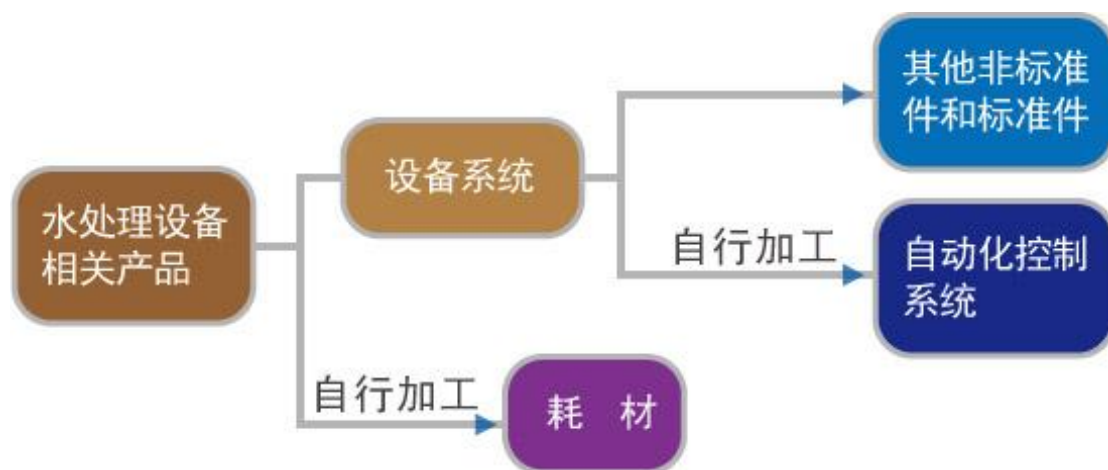 其他非标准
件和标准件
设备系统
水处理设备
相关产品
自行加工
自动化控制
系统
自行加工
耗 材